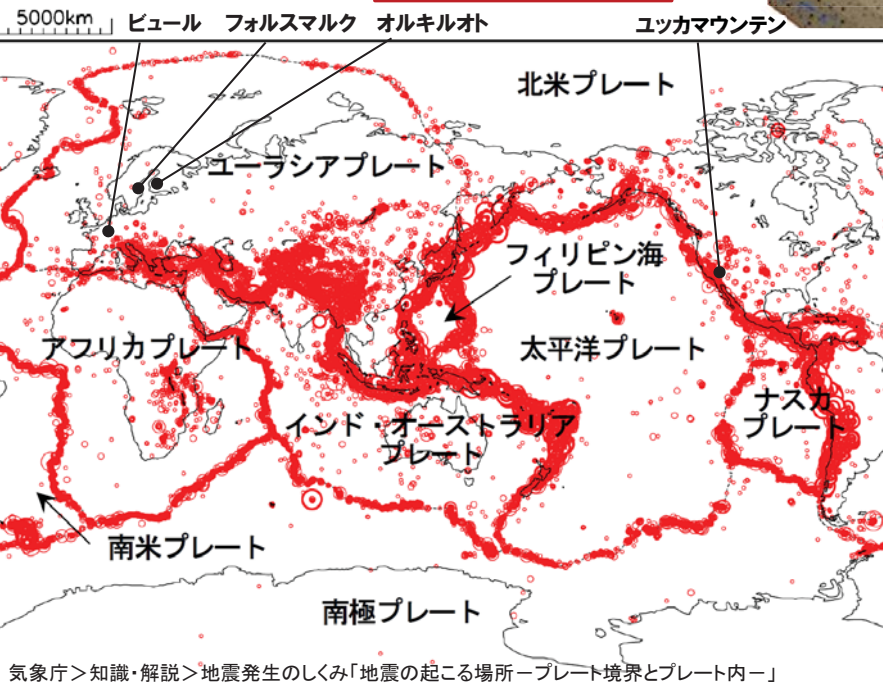 5000km
ビュール フォルスマルク オルキルオト ユッカマウンテン
北米プレート
ユーラシアプレート
フィリピン海
プレート
アフリカプレート
太平洋プレート
ナスカ
プレート
インド・オーストラリア
プレート
南米プレート
南極プレート
気象庁＞知識・解説＞地震発生のしくみ「地震の起こる場所－プレート境界とプレート内－」